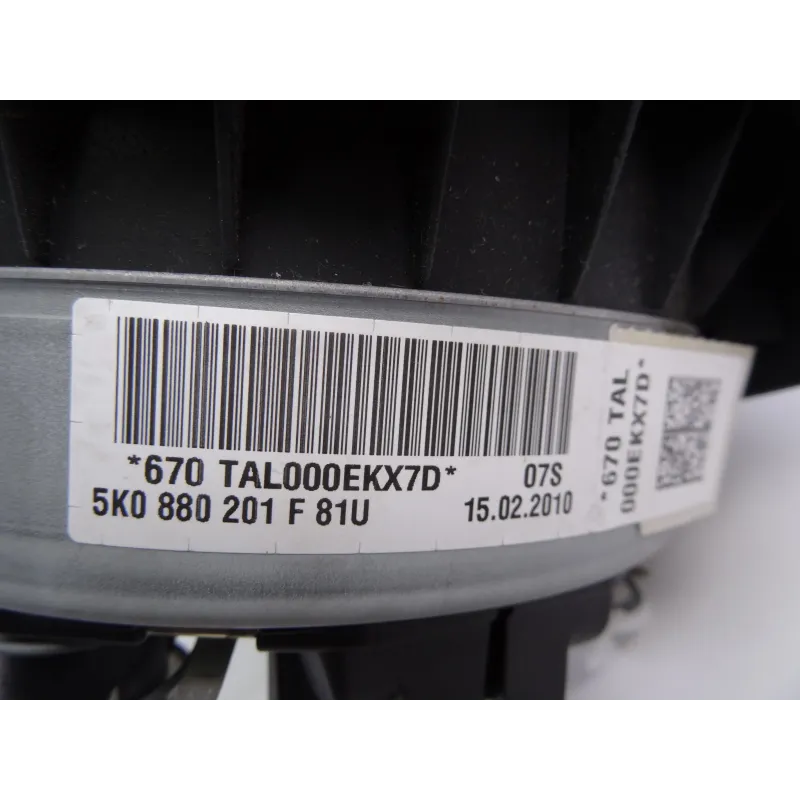 *670 TAL000EKX7D* 07S
5K0 880 201 F 81U 15.02.2010
*670 TAL
000EKX7D*